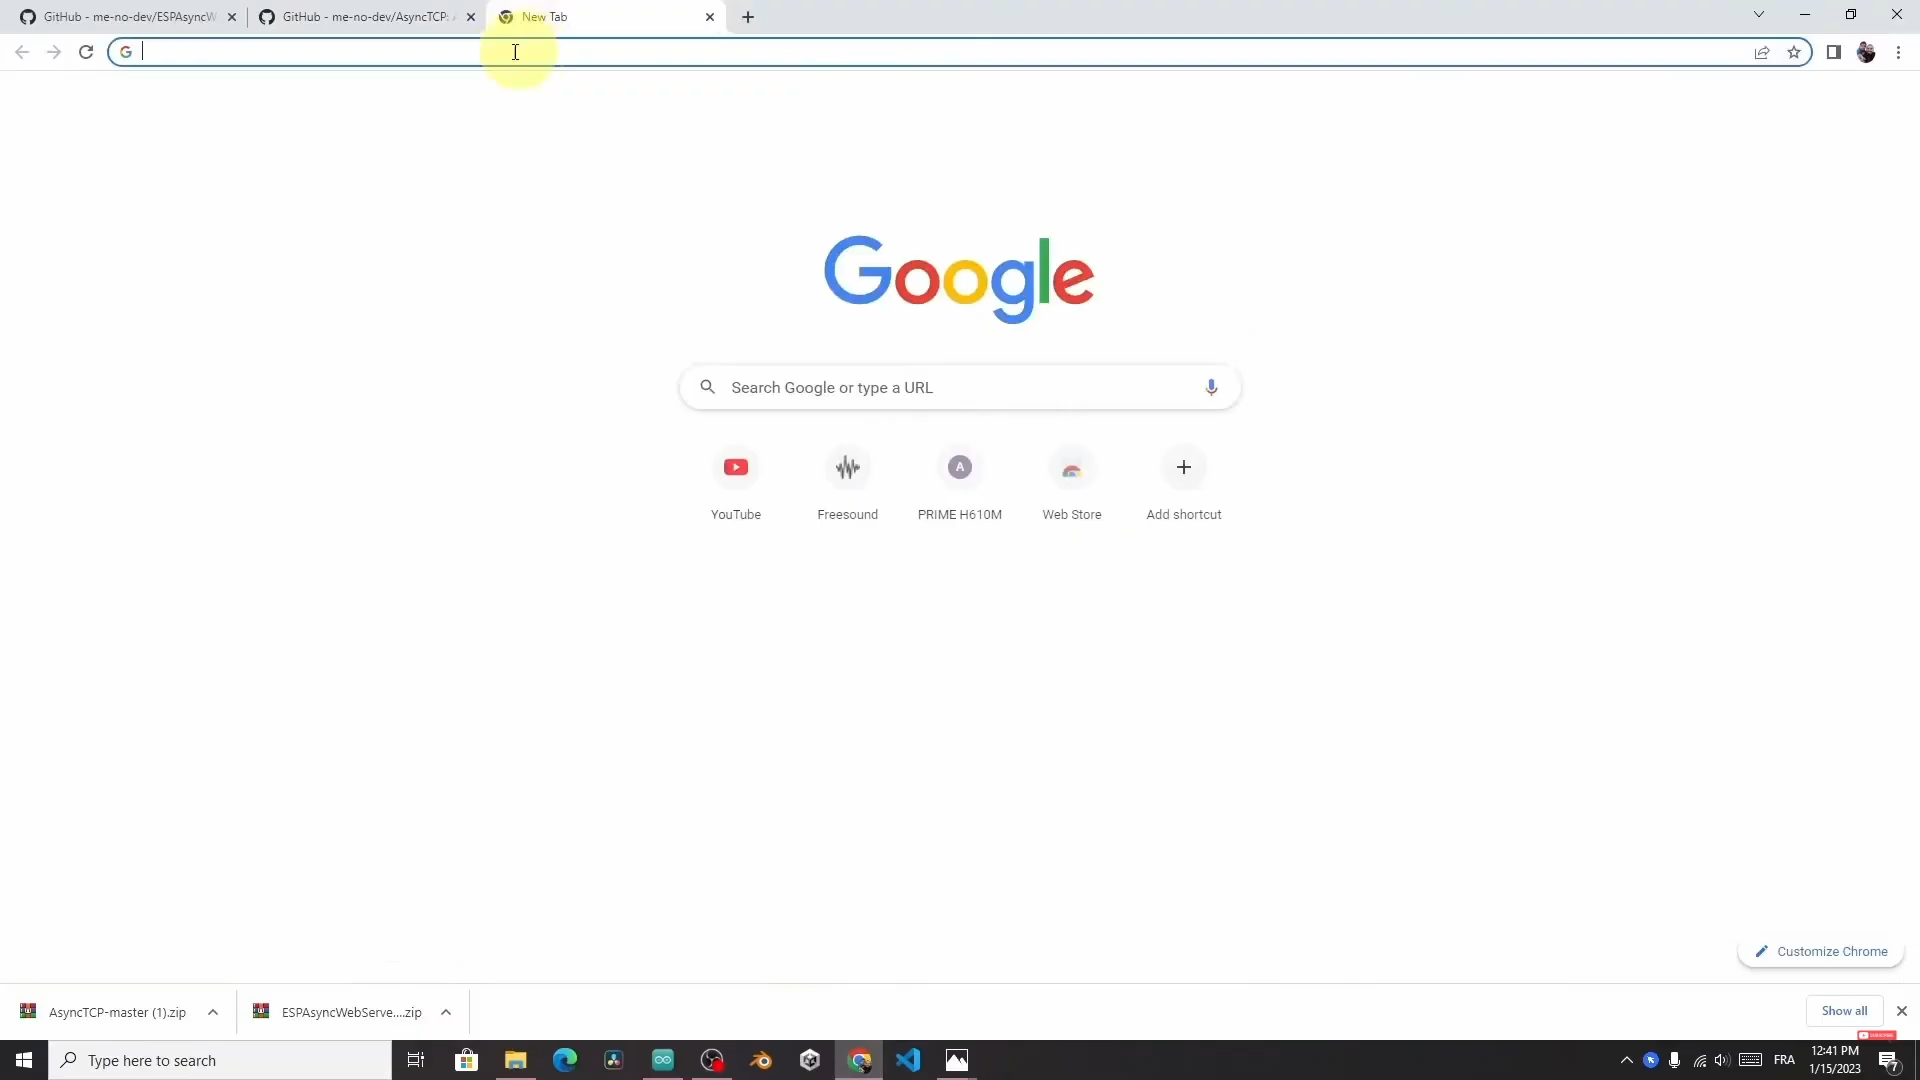 GitHub - me-no-dev/ESPAsyncW
GitHub - me-no-dev/AsyncTCP:
New Tab
Google
Search Google or type a URL
YouTube
Freesound
A
PRIME H610M
Web Store
Add shortcut
Customize Chrome
AsyncTCP-master (1).zip
ESPAsyncWebServe....zip
Show all
Type here to search
FRA
12:41 PM
1/15/2023
7